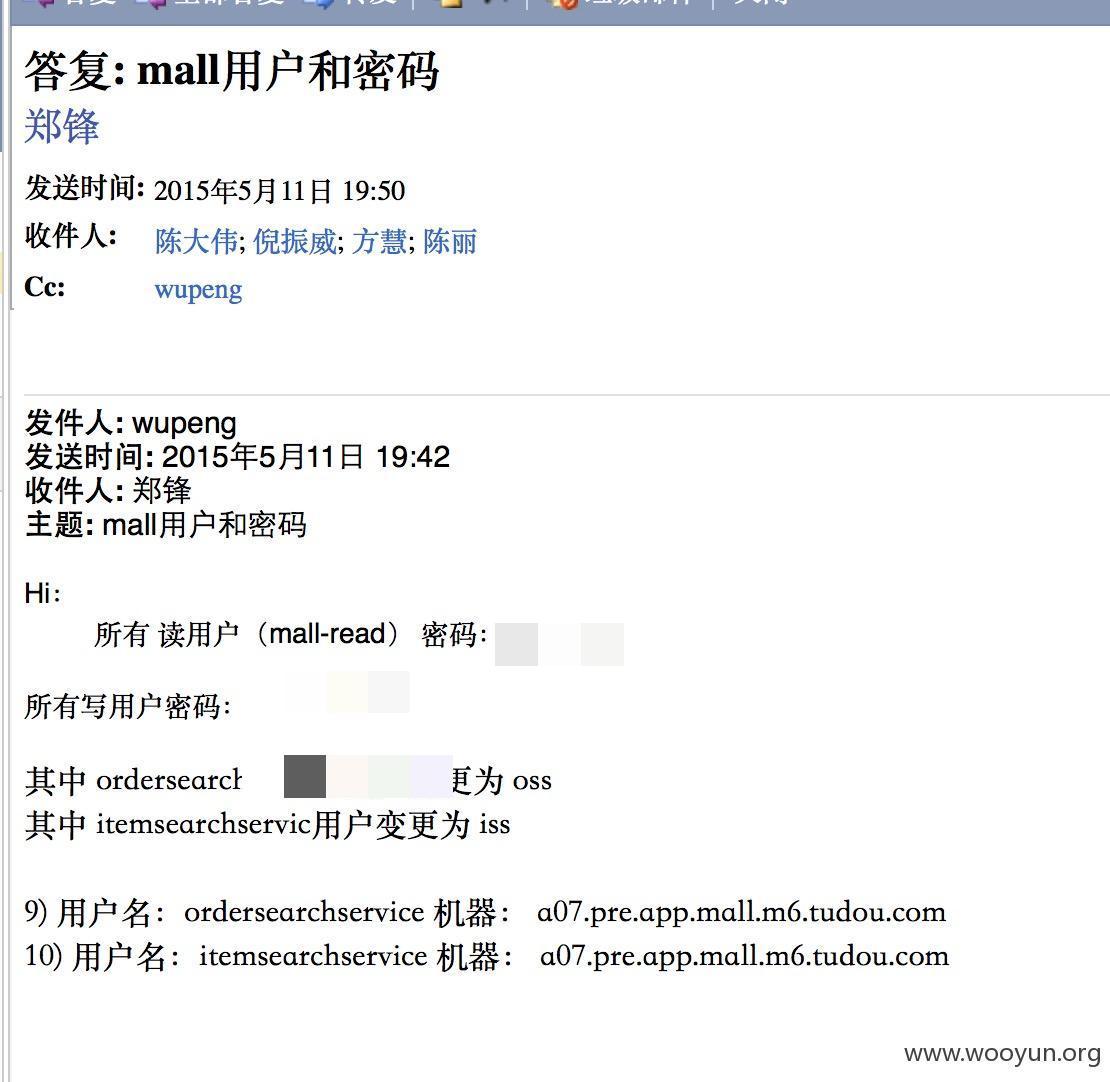 答复: mall用户和密码
郑锋
发送时间: 2015年5月11日 19:50
收件人: 陈大伟; 倪振威; 方慧; 陈丽
Cc: wupeng
发件人: wupeng
发送时间: 2015年5月11日 19:42
收件人: 郑锋
主题: mall用户和密码
Hi：
所有 读用户（mall-read） 密码：
所有写用户密码：
其中 ordersearch 更为 oss
其中 itemsearchservic用户变更为 iss
9) 用户名： ordersearchservice 机器： a07.pre.app.mall.m6.tudou.com
10) 用户名： itemsearchservice 机器： a07.pre.app.mall.m6.tudou.com
www.wooyun.org